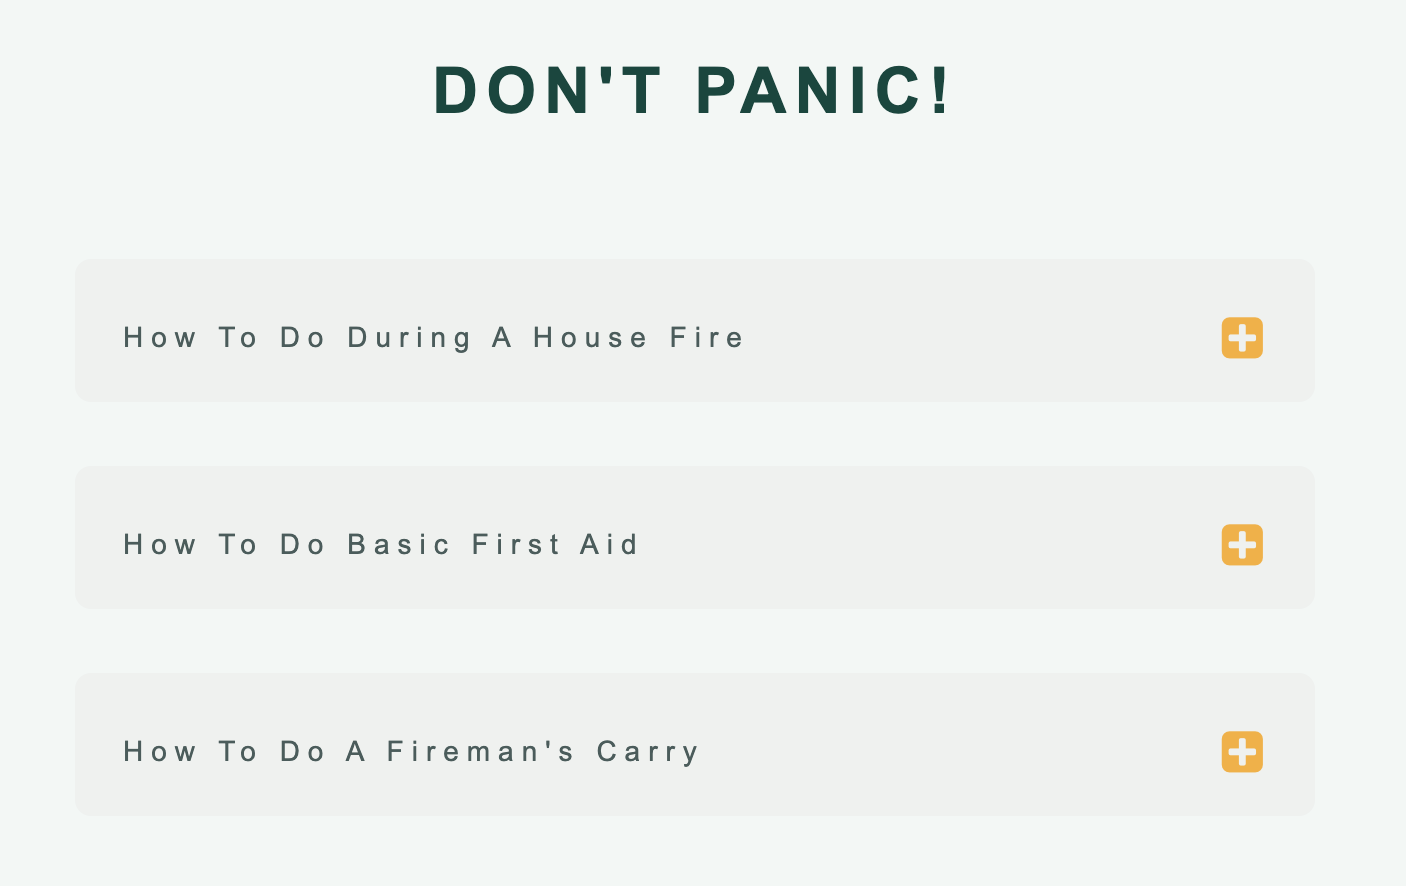 DON'T PANIC!
How To Do During A House Fire
How To Do Basic First Aid
How To Do A Fireman's Carry